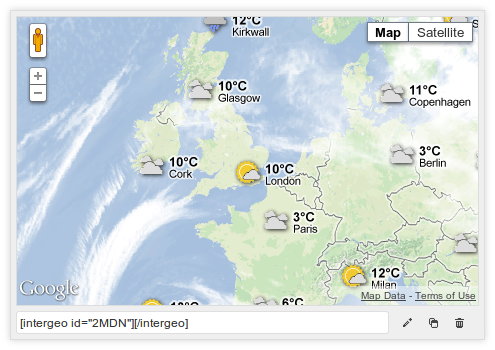 12°C
Kirkwall
Map
Satellite
10°C
Glasgow
11°C
Copenhagen
3°C
Berlin
10°C
Cork
10°C
London
3°C
Paris
12°C
Milan
6°C
Google
Map Data - Terms of Use
[intergeo id="2MDN"][/intergeo]